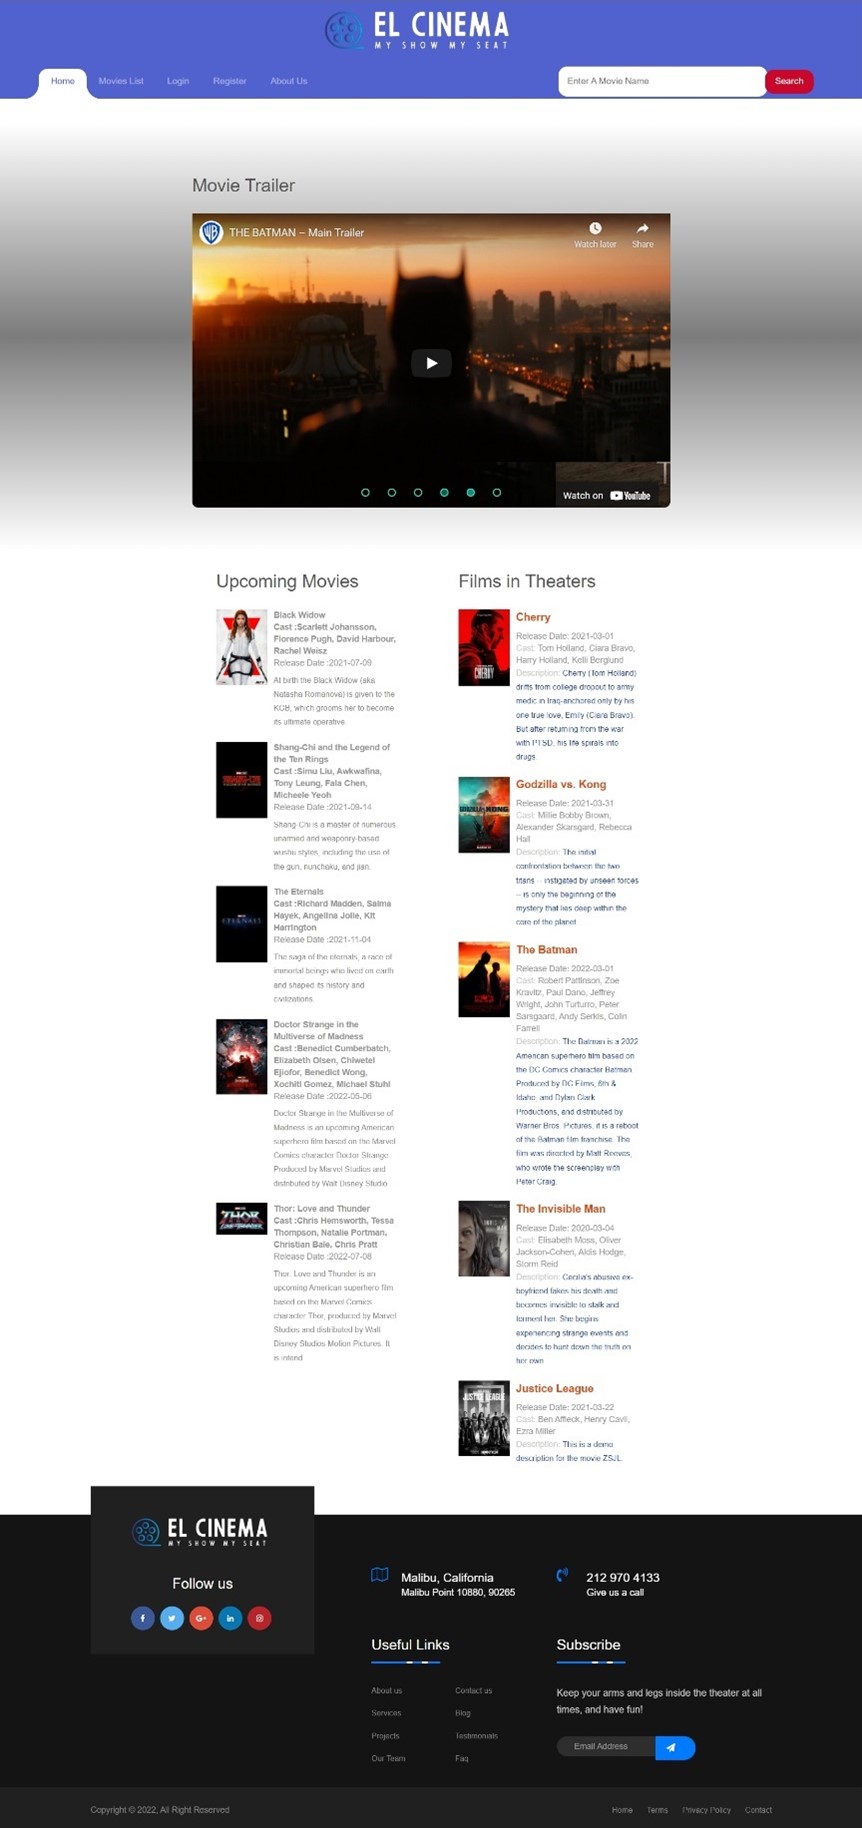 EL CINEMA
MY SHOW MY SEAT
Home
Movies List
Login
Register
About Us
Enter A Movie Name
Search
Movie Trailer
THE BATMAN – Main Trailer
Watch later
Share
Watch on YouTube
Upcoming Movies
Black Widow
Cast :Scarlett Johansson,
Florence Pugh, David Harbour,
Rachel Weisz
Release Date :2021-07-09
At birth the Black Widow (aka
Natasha Romanova) is given to the
KGB, which grooms her to become
its ultimate operative.
Shang-Chi and the Legend of
the Ten Rings
Cast :Simu Liu, Awkwafina,
Tony Leung, Fala Chen,
Micheele Yeoh
Release Date :2021-09-14
Shang-Chi is a master of numerous
unarmed and weaponry-based
wushu styles, including the use of
the gun, nunchaku, and jian.
The Eternals
Cast :Richard Madden, Salma
Hayek, Angelina Jolie, Kit
Harrington
Release Date :2021-11-04
The saga of the eternals, a race of
immortal beings who lived on earth
and shaped its history and
civilizations.
Doctor Strange in the
Multiverse of Madness
Cast :Benedict Cumberbatch,
Elizabeth Olsen, Chiwetel
Ejiofor, Benedict Wong,
Xochitl Gomez, Michael Stuhl
Release Date :2022-05-06
Doctor Strange in the Multiverse of
Madness is an upcoming American
superhero film based on the Marvel
Comics character Doctor Strange.
Produced by Marvel Studios and
distributed by Walt Disney Studio
THOR
Thor: Love and Thunder
Cast :Chris Hemsworth, Tessa
Thompson, Natalie Portman,
Christian Bale, Chris Pratt
Release Date :2022-07-08
Thor: Love and Thunder is an
upcoming American superhero film
based on the Marvel Comics
character Thor, produced by Marvel
Studios and distributed by Walt
Disney Studios Motion Pictures. It
is intend
Films in Theaters
CHERRY
Cherry
Release Date: 2021-03-01
Cast: Tom Holland, Ciara Bravo,
Harry Holland, Kelli Berglund
Description: Cherry (Tom Holland)
drifts from college dropout to army
medic in Iraq-anchored only by his
one true love, Emily (Ciara Bravo).
But after returning from the war
with PTSD, his life spirals into
drugs.
Godzilla vs. Kong
Release Date: 2021-03-31
Cast: Millie Bobby Brown,
Alexander Skarsgard, Rebecca
Hall
Description: The initial
confrontation between the two
titans -- instigated by unseen forces
-- is only the beginning of the
mystery that lies deep within the
core of the planet.
The Batman
Release Date: 2022-03-01
Cast: Robert Pattinson, Zoe
Kravitz, Paul Dano, Jeffrey
Wright, John Turturro, Peter
Sarsgaard, Andy Serkis, Colin
Farrell
Description: The Batman is a 2022
American superhero film based on
the DC Comics character Batman.
Produced by DC Films, 6th &
Idaho, and Dylan Clark
Productions, and distributed by
Warner Bros. Pictures, it is a reboot
of the Batman film franchise. The
film was directed by Matt Reeves,
who wrote the screenplay with
Peter Craig.
The Invisible Man
Release Date: 2020-03-04
Cast: Elisabeth Moss, Oliver
Jackson-Cohen, Aldis Hodge,
Storm Reid
Description: Cecilia's abusive ex-
boyfriend fakes his death and
becomes invisible to stalk and
torment her. She begins
experiencing strange events and
decides to hunt down the truth on
her own.
JUSTICE LEAGUE
Justice League
Release Date: 2021-03-22
Cast: Ben Affleck, Henry Cavil,
Ezra Miller
Description: This is a demo
description for the movie ZSJL.
EL CINEMA
MY SHOW MY SEAT
Follow us
Malibu, California
Malibu Point 10880, 90265
212 970 4133
Give us a call
Useful Links
About us
Contact us
Services
Blog
Projects
Testimonials
Our Team
Faq
Subscribe
Keep your arms and legs inside the theater at all
times, and have fun!
Email Address
Copyright © 2022, All Right Reserved
Home
Terms
Privacy Policy
Contact